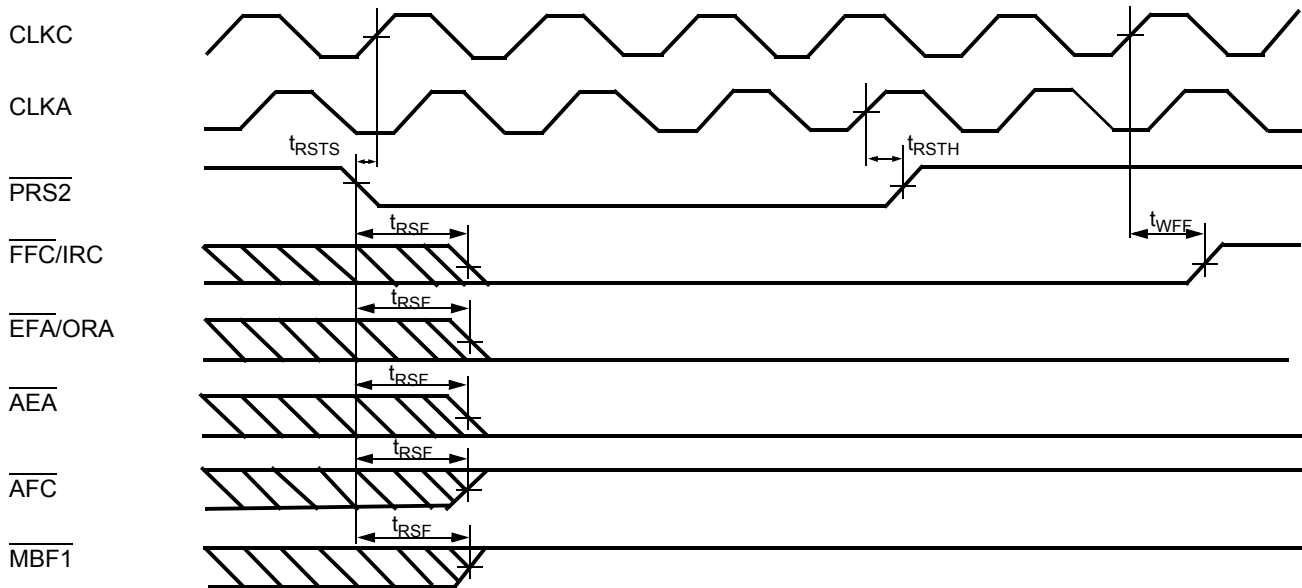 CLKC
CLKA
tRSTS
tRSTH
PRS2
tRSF
tWFF
FFC/IRC
tRSF
EFA/ORA
tRSF
AEA
tRSF
AFC
tRSF
MBF1